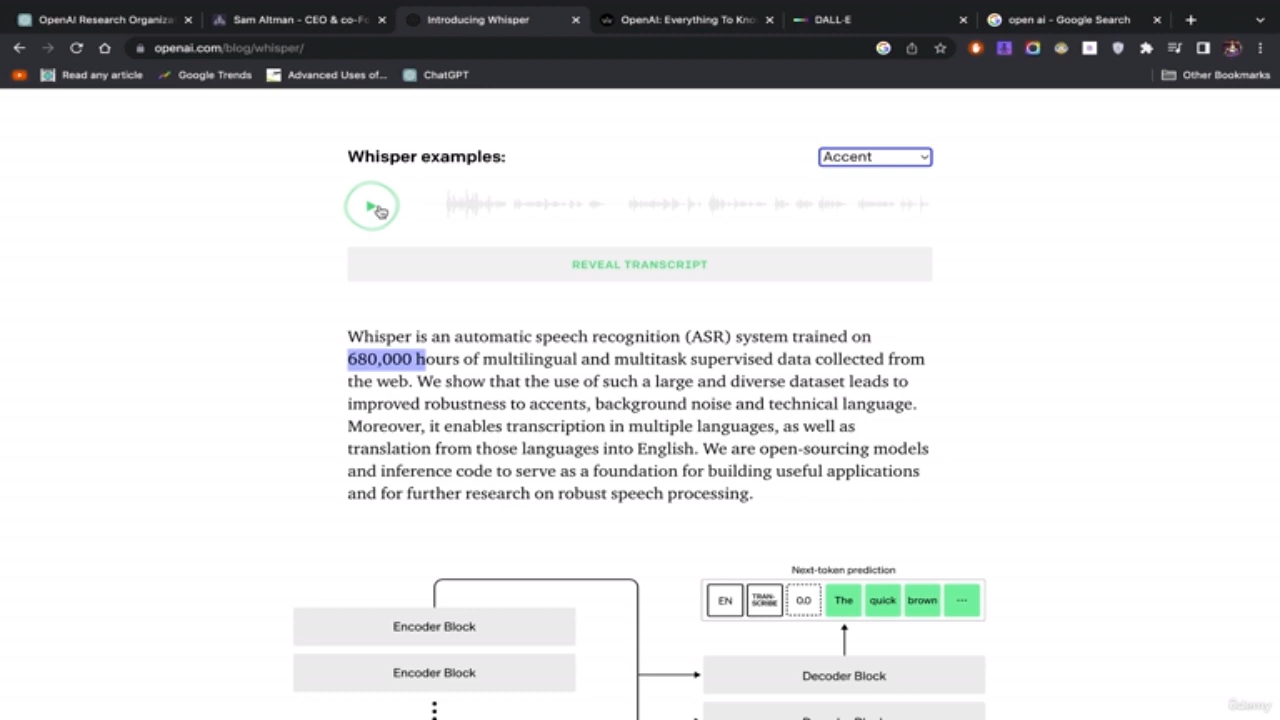 OpenAI Research Organiza
Sam Altman - CEO & co-Fo
Introducing Whisper
OpenAI: Everything To Kno
DALL·E
open ai - Google Search
openai.com/blog/whisper/
Read any article
Google Trends
Advanced Uses of...
ChatGPT
Other Bookmarks
Whisper examples:
Accent
REVEAL TRANSCRIPT
Whisper is an automatic speech recognition (ASR) system trained on
680,000 hours of multilingual and multitask supervised data collected from
the web. We show that the use of such a large and diverse dataset leads to
improved robustness to accents, background noise and technical language.
Moreover, it enables transcription in multiple languages, as well as
translation from those languages into English. We are open-sourcing models
and inference code to serve as a foundation for building useful applications
and for further research on robust speech processing.
Next-token prediction
EN
TRAN-
SCRIBE
0.0
The
quick
brown
...
Encoder Block
Encoder Block
Decoder Block
Decoder Block
Udemy